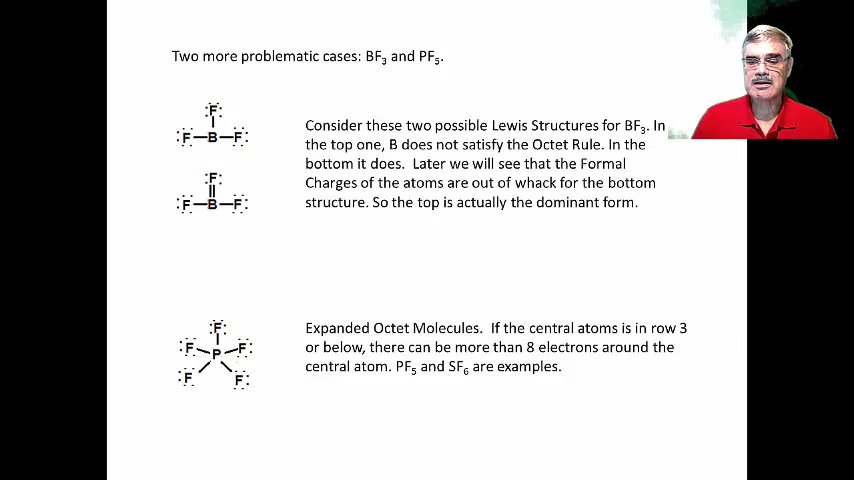 Two more problematic cases: BF₃ and PF₅.
F
F B F
Consider these two possible Lewis Structures for BF₃. In
the top one, B does not satisfy the Octet Rule. In the
bottom it does. Later we will see that the Formal
Charges of the atoms are out of whack for the bottom
structure. So the top is actually the dominant form.
F
F B F
F
F P F
F F
Expanded Octet Molecules. If the central atoms is in row 3
or below, there can be more than 8 electrons around the
central atom. PF₅ and SF₆ are examples.